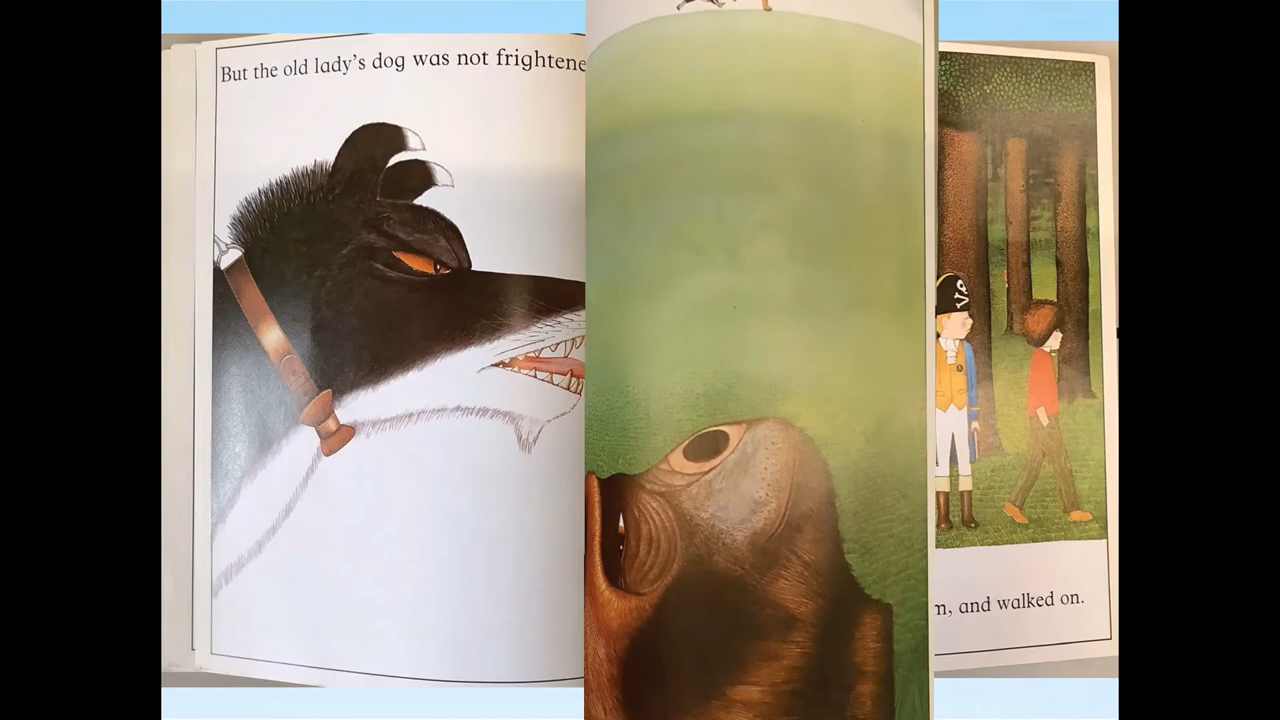 But the old lady's dog was not frightene
m, and walked on.